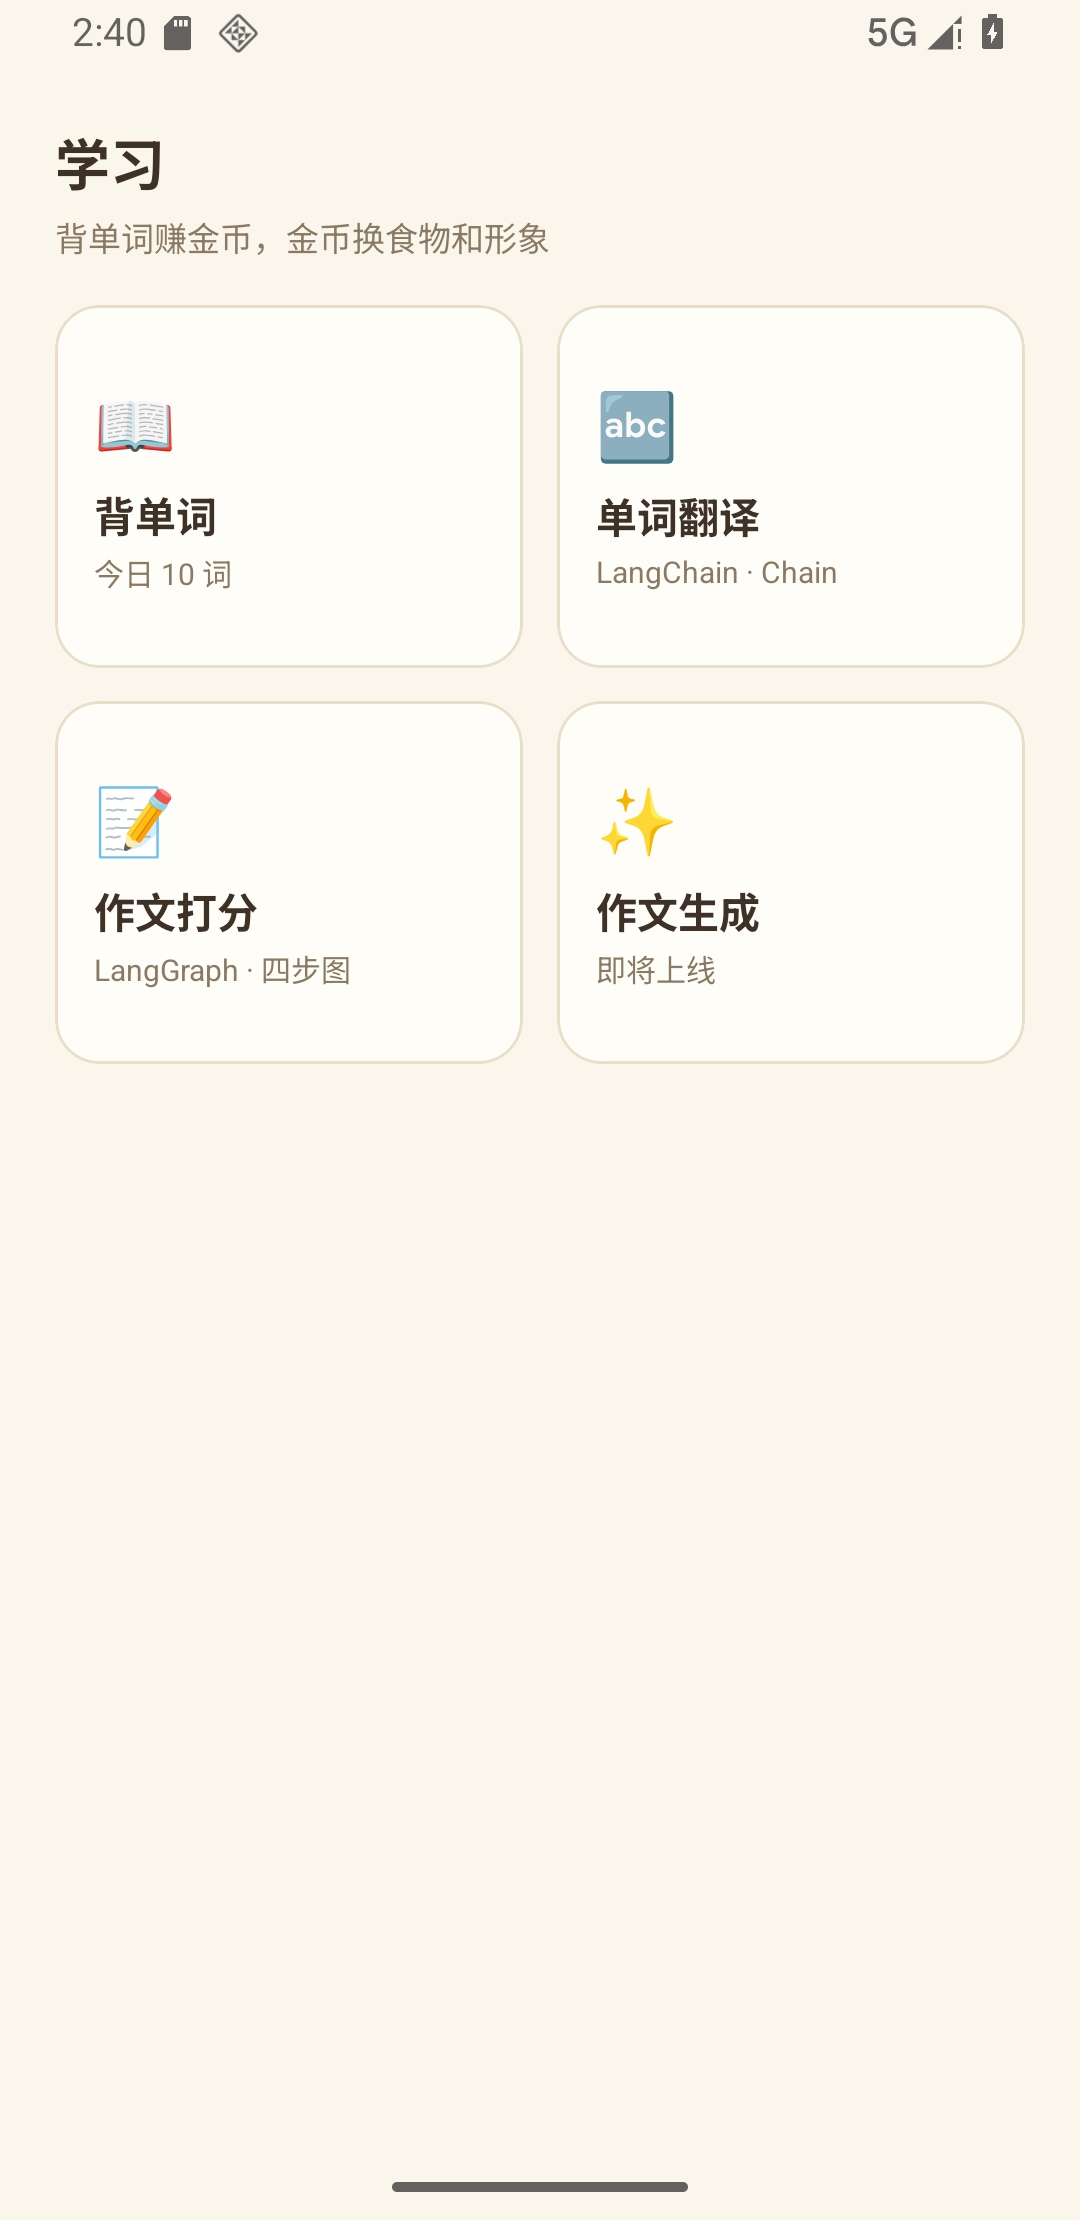 2:40 5G
学习
背单词赚金币，金币换食物和形象
背单词
今日 10 词
abc
单词翻译
LangChain · Chain
作文打分
LangGraph · 四步图
作文生成
即将上线